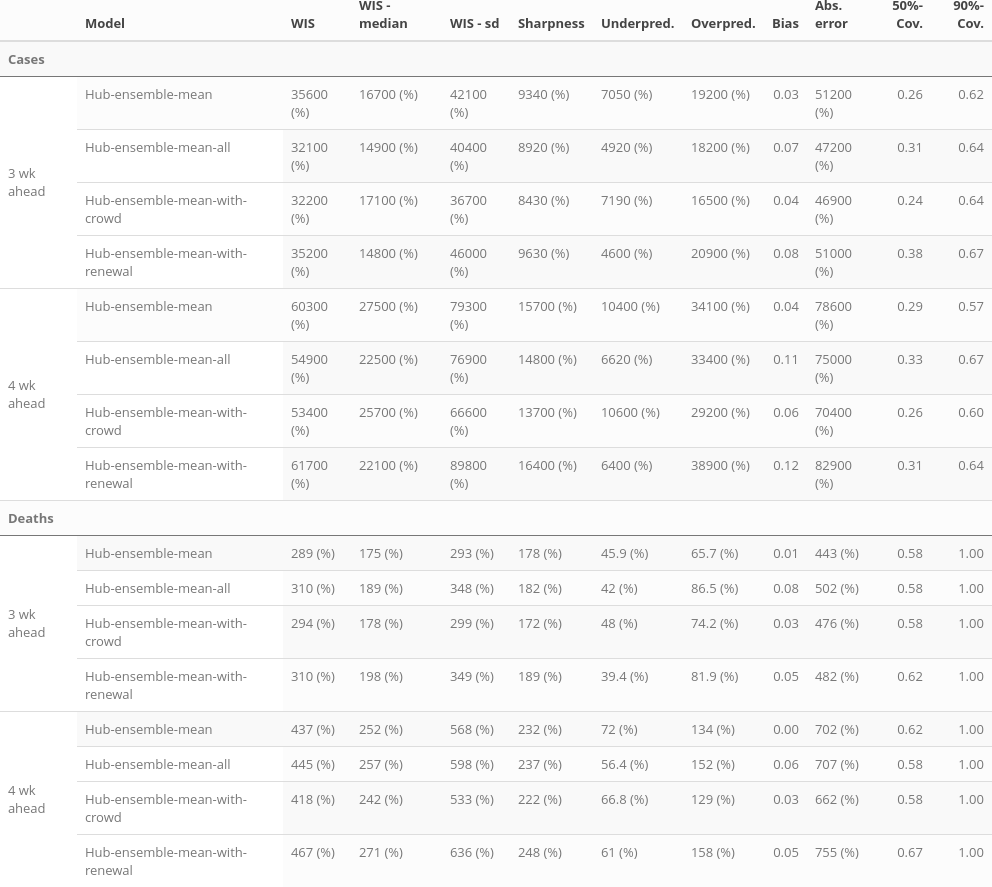 Model WIS WIS - median WIS - sd Sharpness Underpred. Overpred. Bias Abs. error 50%-Cov. 90%-Cov.
Cases
3 wk ahead
Hub-ensemble-mean 35600 (%) 16700 (%) 42100 (%) 9340 (%) 7050 (%) 19200 (%) 0.03 51200 (%) 0.26 0.62
Hub-ensemble-mean-all 32100 (%) 14900 (%) 40400 (%) 8920 (%) 4920 (%) 18200 (%) 0.07 47200 (%) 0.31 0.64
Hub-ensemble-mean-with-crowd 32200 (%) 17100 (%) 36700 (%) 8430 (%) 7190 (%) 16500 (%) 0.04 46900 (%) 0.24 0.64
Hub-ensemble-mean-with-renewal 35200 (%) 14800 (%) 46000 (%) 9630 (%) 4600 (%) 20900 (%) 0.08 51000 (%) 0.38 0.67
4 wk ahead
Hub-ensemble-mean 60300 (%) 27500 (%) 79300 (%) 15700 (%) 10400 (%) 34100 (%) 0.04 78600 (%) 0.29 0.57
Hub-ensemble-mean-all 54900 (%) 22500 (%) 76900 (%) 14800 (%) 6620 (%) 33400 (%) 0.11 75000 (%) 0.33 0.67
Hub-ensemble-mean-with-crowd 53400 (%) 25700 (%) 66600 (%) 13700 (%) 10600 (%) 29200 (%) 0.06 70400 (%) 0.26 0.60
Hub-ensemble-mean-with-renewal 61700 (%) 22100 (%) 89800 (%) 16400 (%) 6400 (%) 38900 (%) 0.12 82900 (%) 0.31 0.64
Deaths
3 wk ahead
Hub-ensemble-mean 289 (%) 175 (%) 293 (%) 178 (%) 45.9 (%) 65.7 (%) 0.01 443 (%) 0.58 1.00
Hub-ensemble-mean-all 310 (%) 189 (%) 348 (%) 182 (%) 42 (%) 86.5 (%) 0.08 502 (%) 0.58 1.00
Hub-ensemble-mean-with-crowd 294 (%) 178 (%) 299 (%) 172 (%) 48 (%) 74.2 (%) 0.03 476 (%) 0.58 1.00
Hub-ensemble-mean-with-renewal 310 (%) 198 (%) 349 (%) 189 (%) 39.4 (%) 81.9 (%) 0.05 482 (%) 0.62 1.00
4 wk ahead
Hub-ensemble-mean 437 (%) 252 (%) 568 (%) 232 (%) 72 (%) 134 (%) 0.00 702 (%) 0.62 1.00
Hub-ensemble-mean-all 445 (%) 257 (%) 598 (%) 237 (%) 56.4 (%) 152 (%) 0.06 707 (%) 0.58 1.00
Hub-ensemble-mean-with-crowd 418 (%) 242 (%) 533 (%) 222 (%) 66.8 (%) 129 (%) 0.03 662 (%) 0.58 1.00
Hub-ensemble-mean-with-renewal 467 (%) 271 (%) 636 (%) 248 (%) 61 (%) 158 (%) 0.05 755 (%) 0.67 1.00